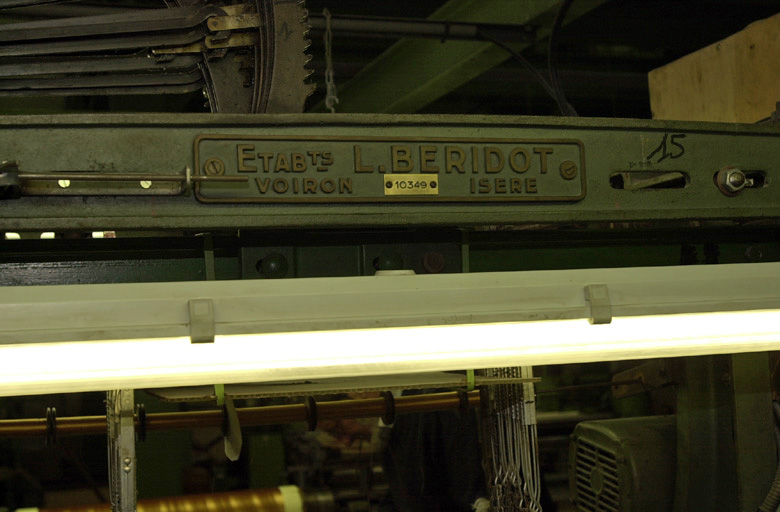 ETABTS L.BERIDOT
VOIRON 10349 ISERE
15